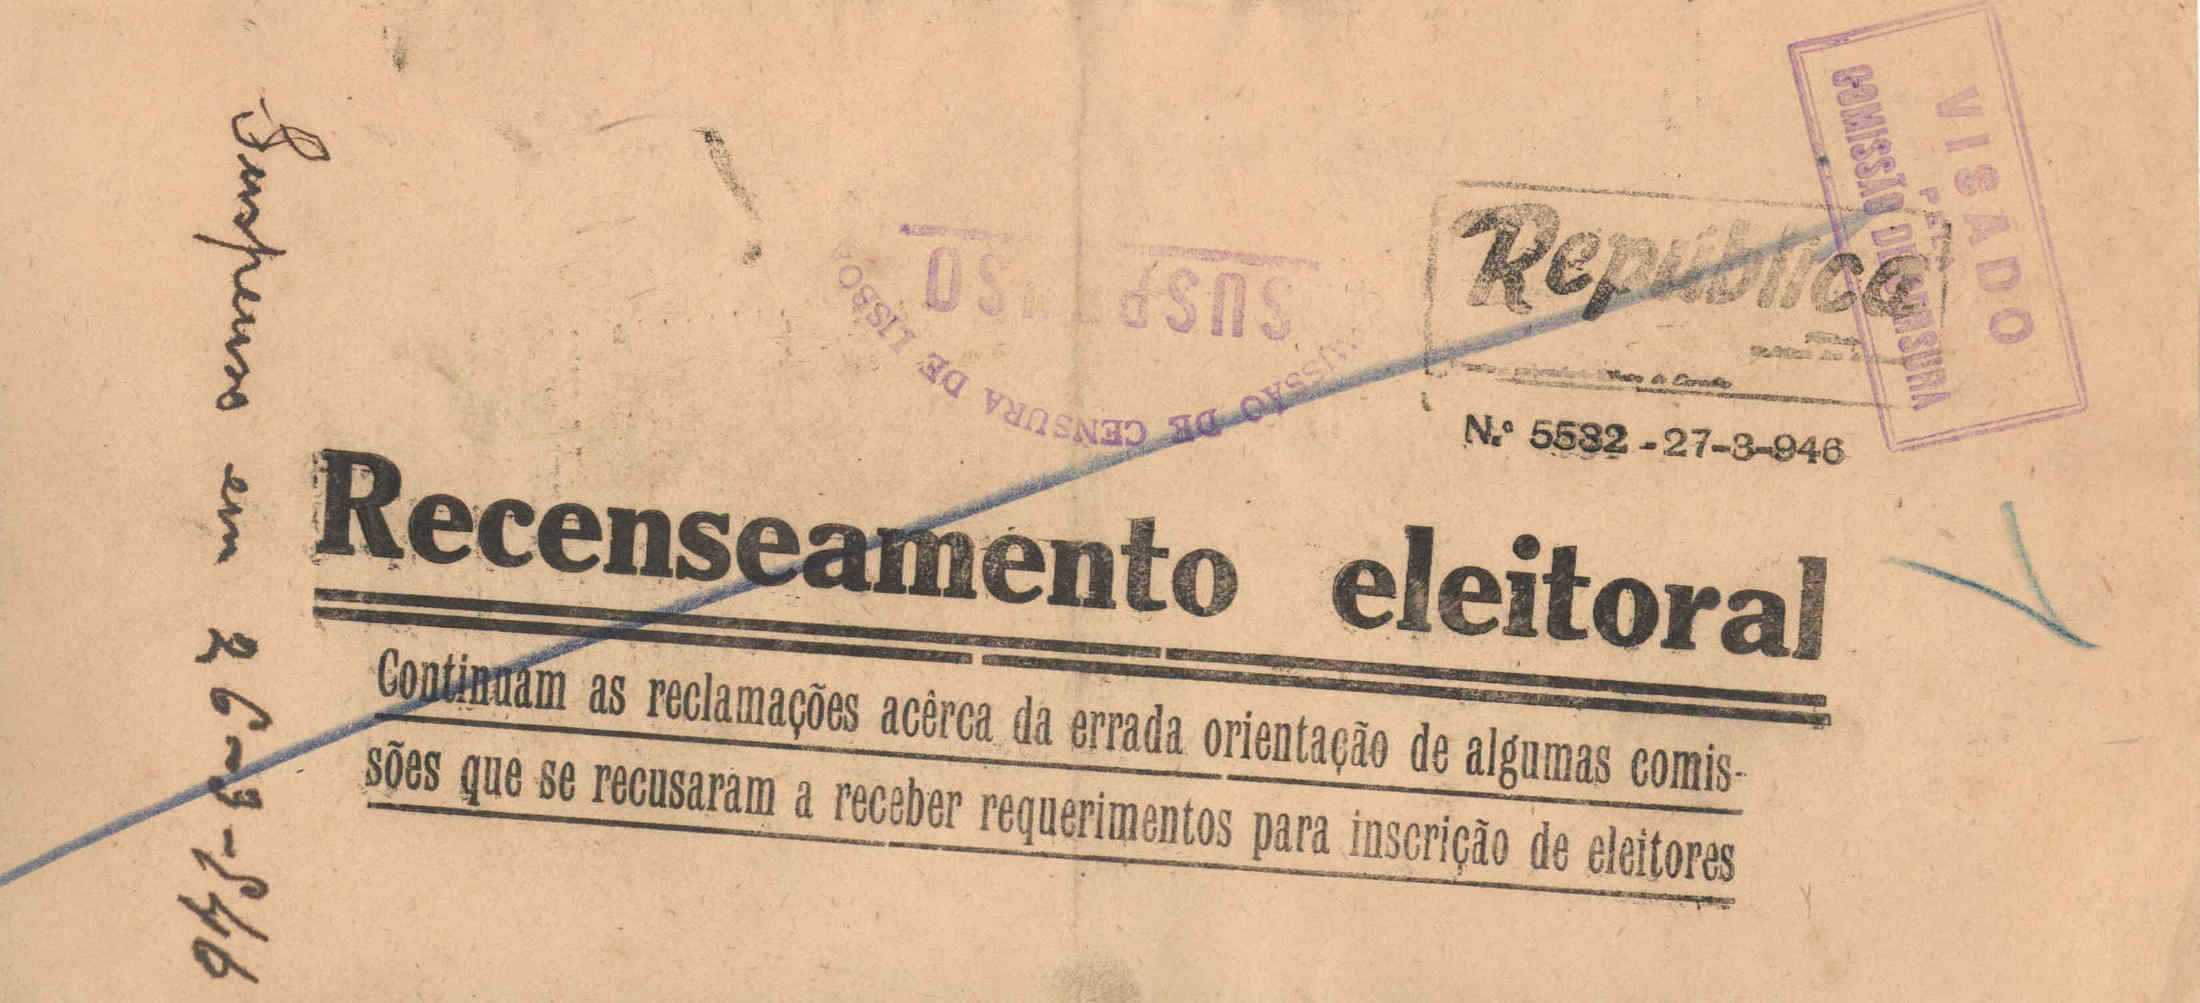 VISADO
PELA
COMISSÃO DE CENSURA
República
SUSPENSO
COMISSÃO DE CENSURA DE LISBOA
N.º 5532 - 27-3-946
Recenseamento eleitoral
Continuam as reclamações acêrca da errada orientação de algumas comis-
sões que se recusaram a receber requerimentos para inscrição de eleitores
Suspenso em 26-3-946